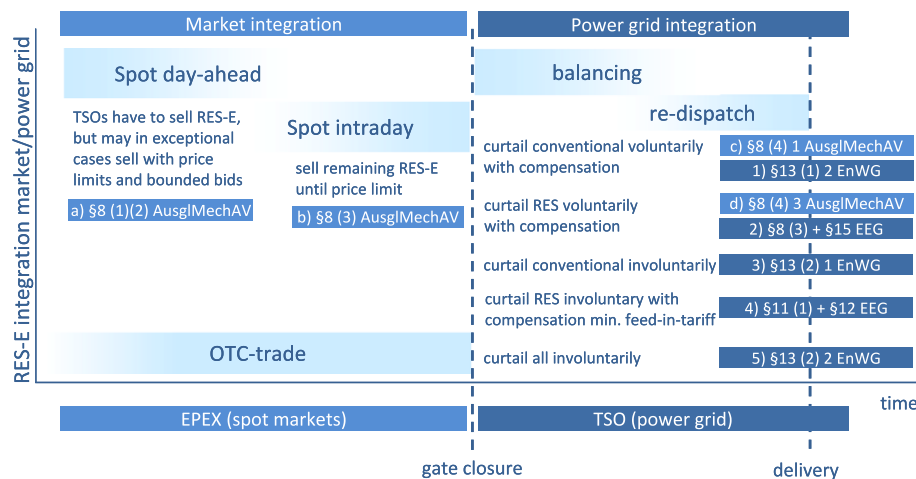 Market integration
Power grid integration
RES-E integration market/power grid
Spot day-ahead
TSOs have to sell RES-E,
but may in exceptional
cases sell with price
limits and bounded bids
a) §8 (1)(2) AusglMechAV
Spot intraday
sell remaining RES-E
until price limit
b) §8 (3) AusglMechAV
OTC-trade
balancing
re-dispatch
curtail conventional voluntarily
with compensation
c) §8 (4) 1 AusglMechAV
1) §13 (1) 2 EnWG
curtail RES voluntarily
with compensation
d) §8 (4) 3 AusglMechAV
2) §8 (3) + §15 EEG
curtail conventional involuntarily
3) §13 (2) 1 EnWG
curtail RES involuntary with
compensation min. feed-in-tariff
4) §11 (1) + §12 EEG
curtail all involuntarily
5) §13 (2) 2 EnWG
time
EPEX (spot markets)
TSO (power grid)
gate closure
delivery